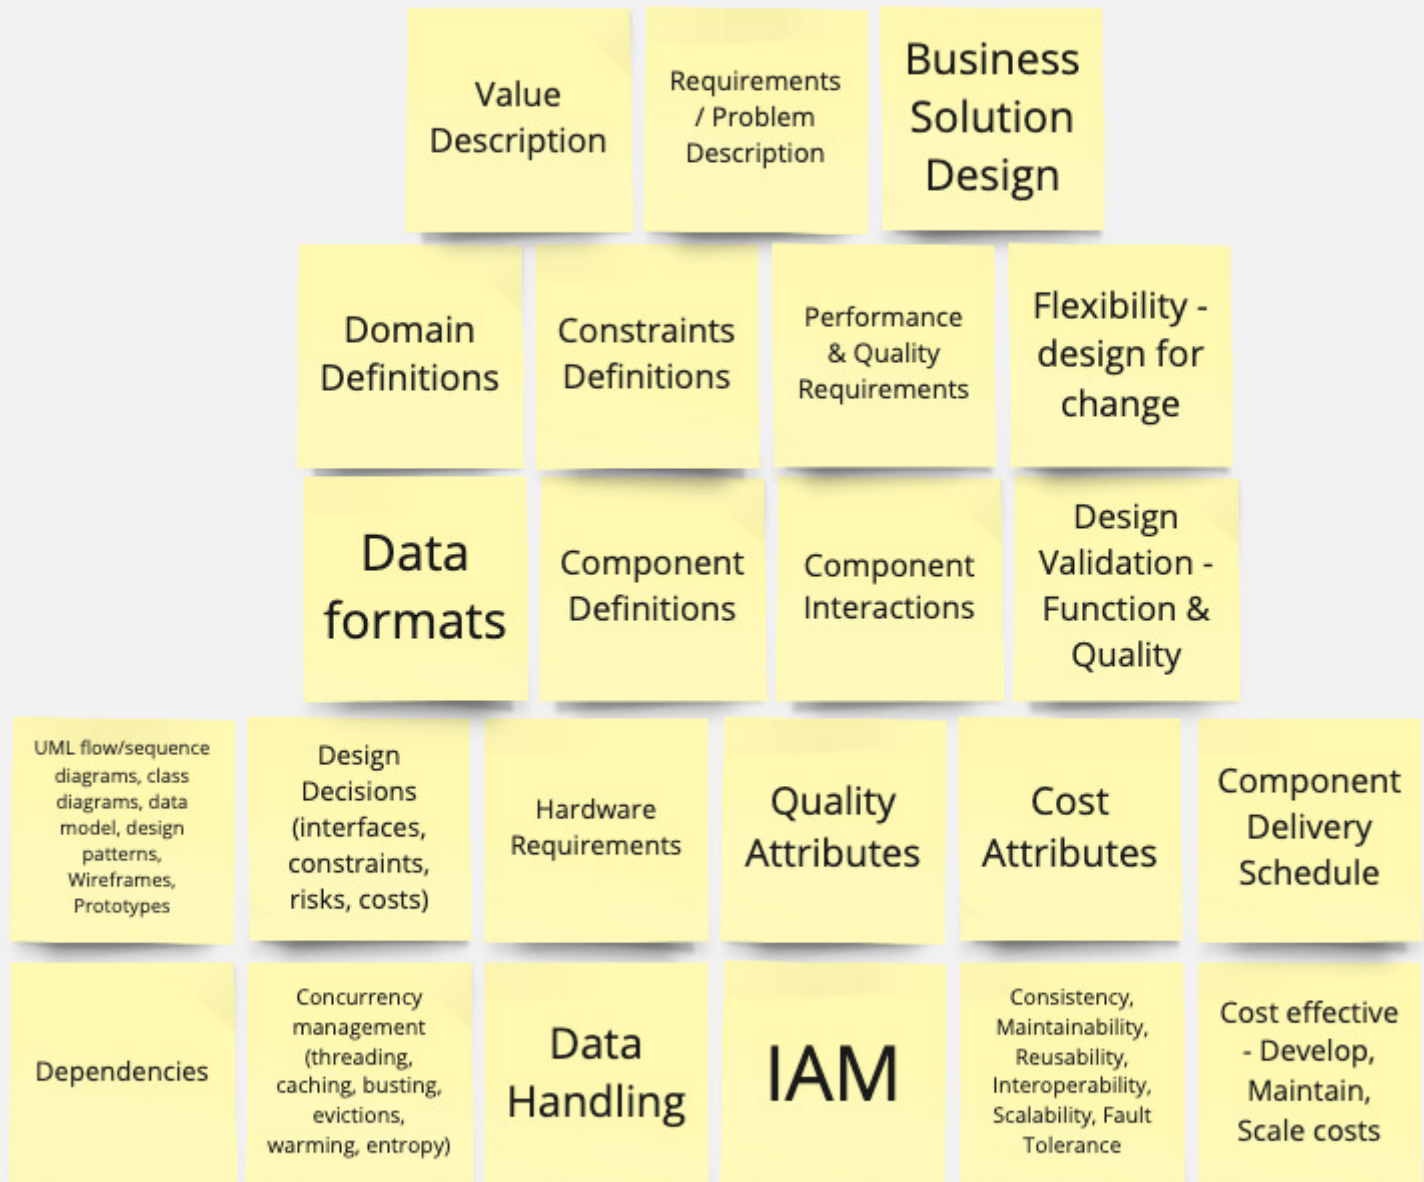 Value
Description
Requirements
/ Problem
Description
Business
Solution
Design
Domain
Definitions
Constraints
Definitions
Performance
& Quality
Requirements
Flexibility -
design for
change
Data
formats
Component
Definitions
Component
Interactions
Design
Validation -
Function &
Quality
UML flow/sequence
diagrams, class
diagrams, data
model, design
patterns,
Wireframes,
Prototypes
Design
Decisions
(interfaces,
constraints,
risks, costs)
Hardware
Requirements
Quality
Attributes
Cost
Attributes
Component
Delivery
Schedule
Dependencies
Concurrency
management
(threading,
caching, busting,
evictions,
warming, entropy)
Data
Handling
IAM
Consistency,
Maintainability,
Reusability,
Interoperability,
Scalability, Fault
Tolerance
Cost effective
- Develop,
Maintain,
Scale costs